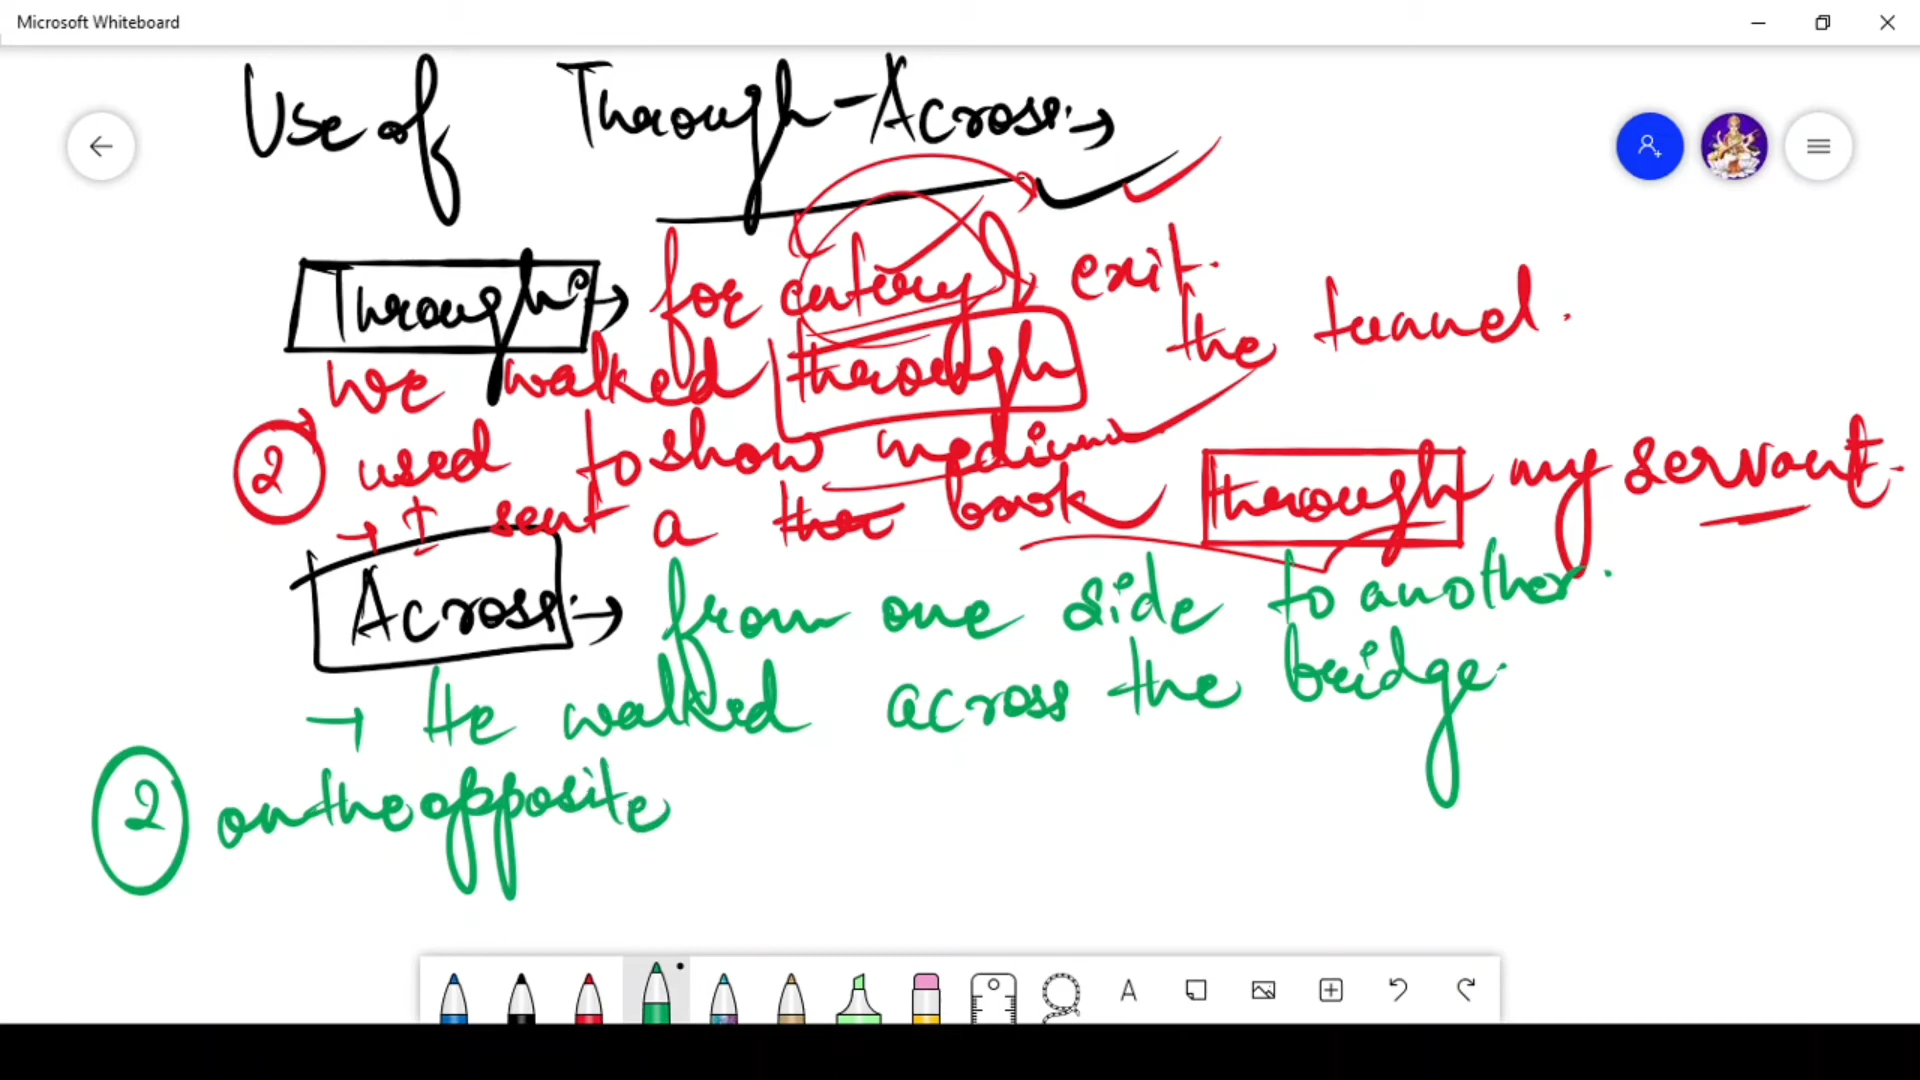 Microsoft Whiteboard
Use of Through-Across:→
Through:→ for entery exit.
We walked through the tunnel.
2 used to show medium
→ I sent a book through my servant.
Across:→ from one side to another.
→ He walked across the bridge.
2 on the opposite
A